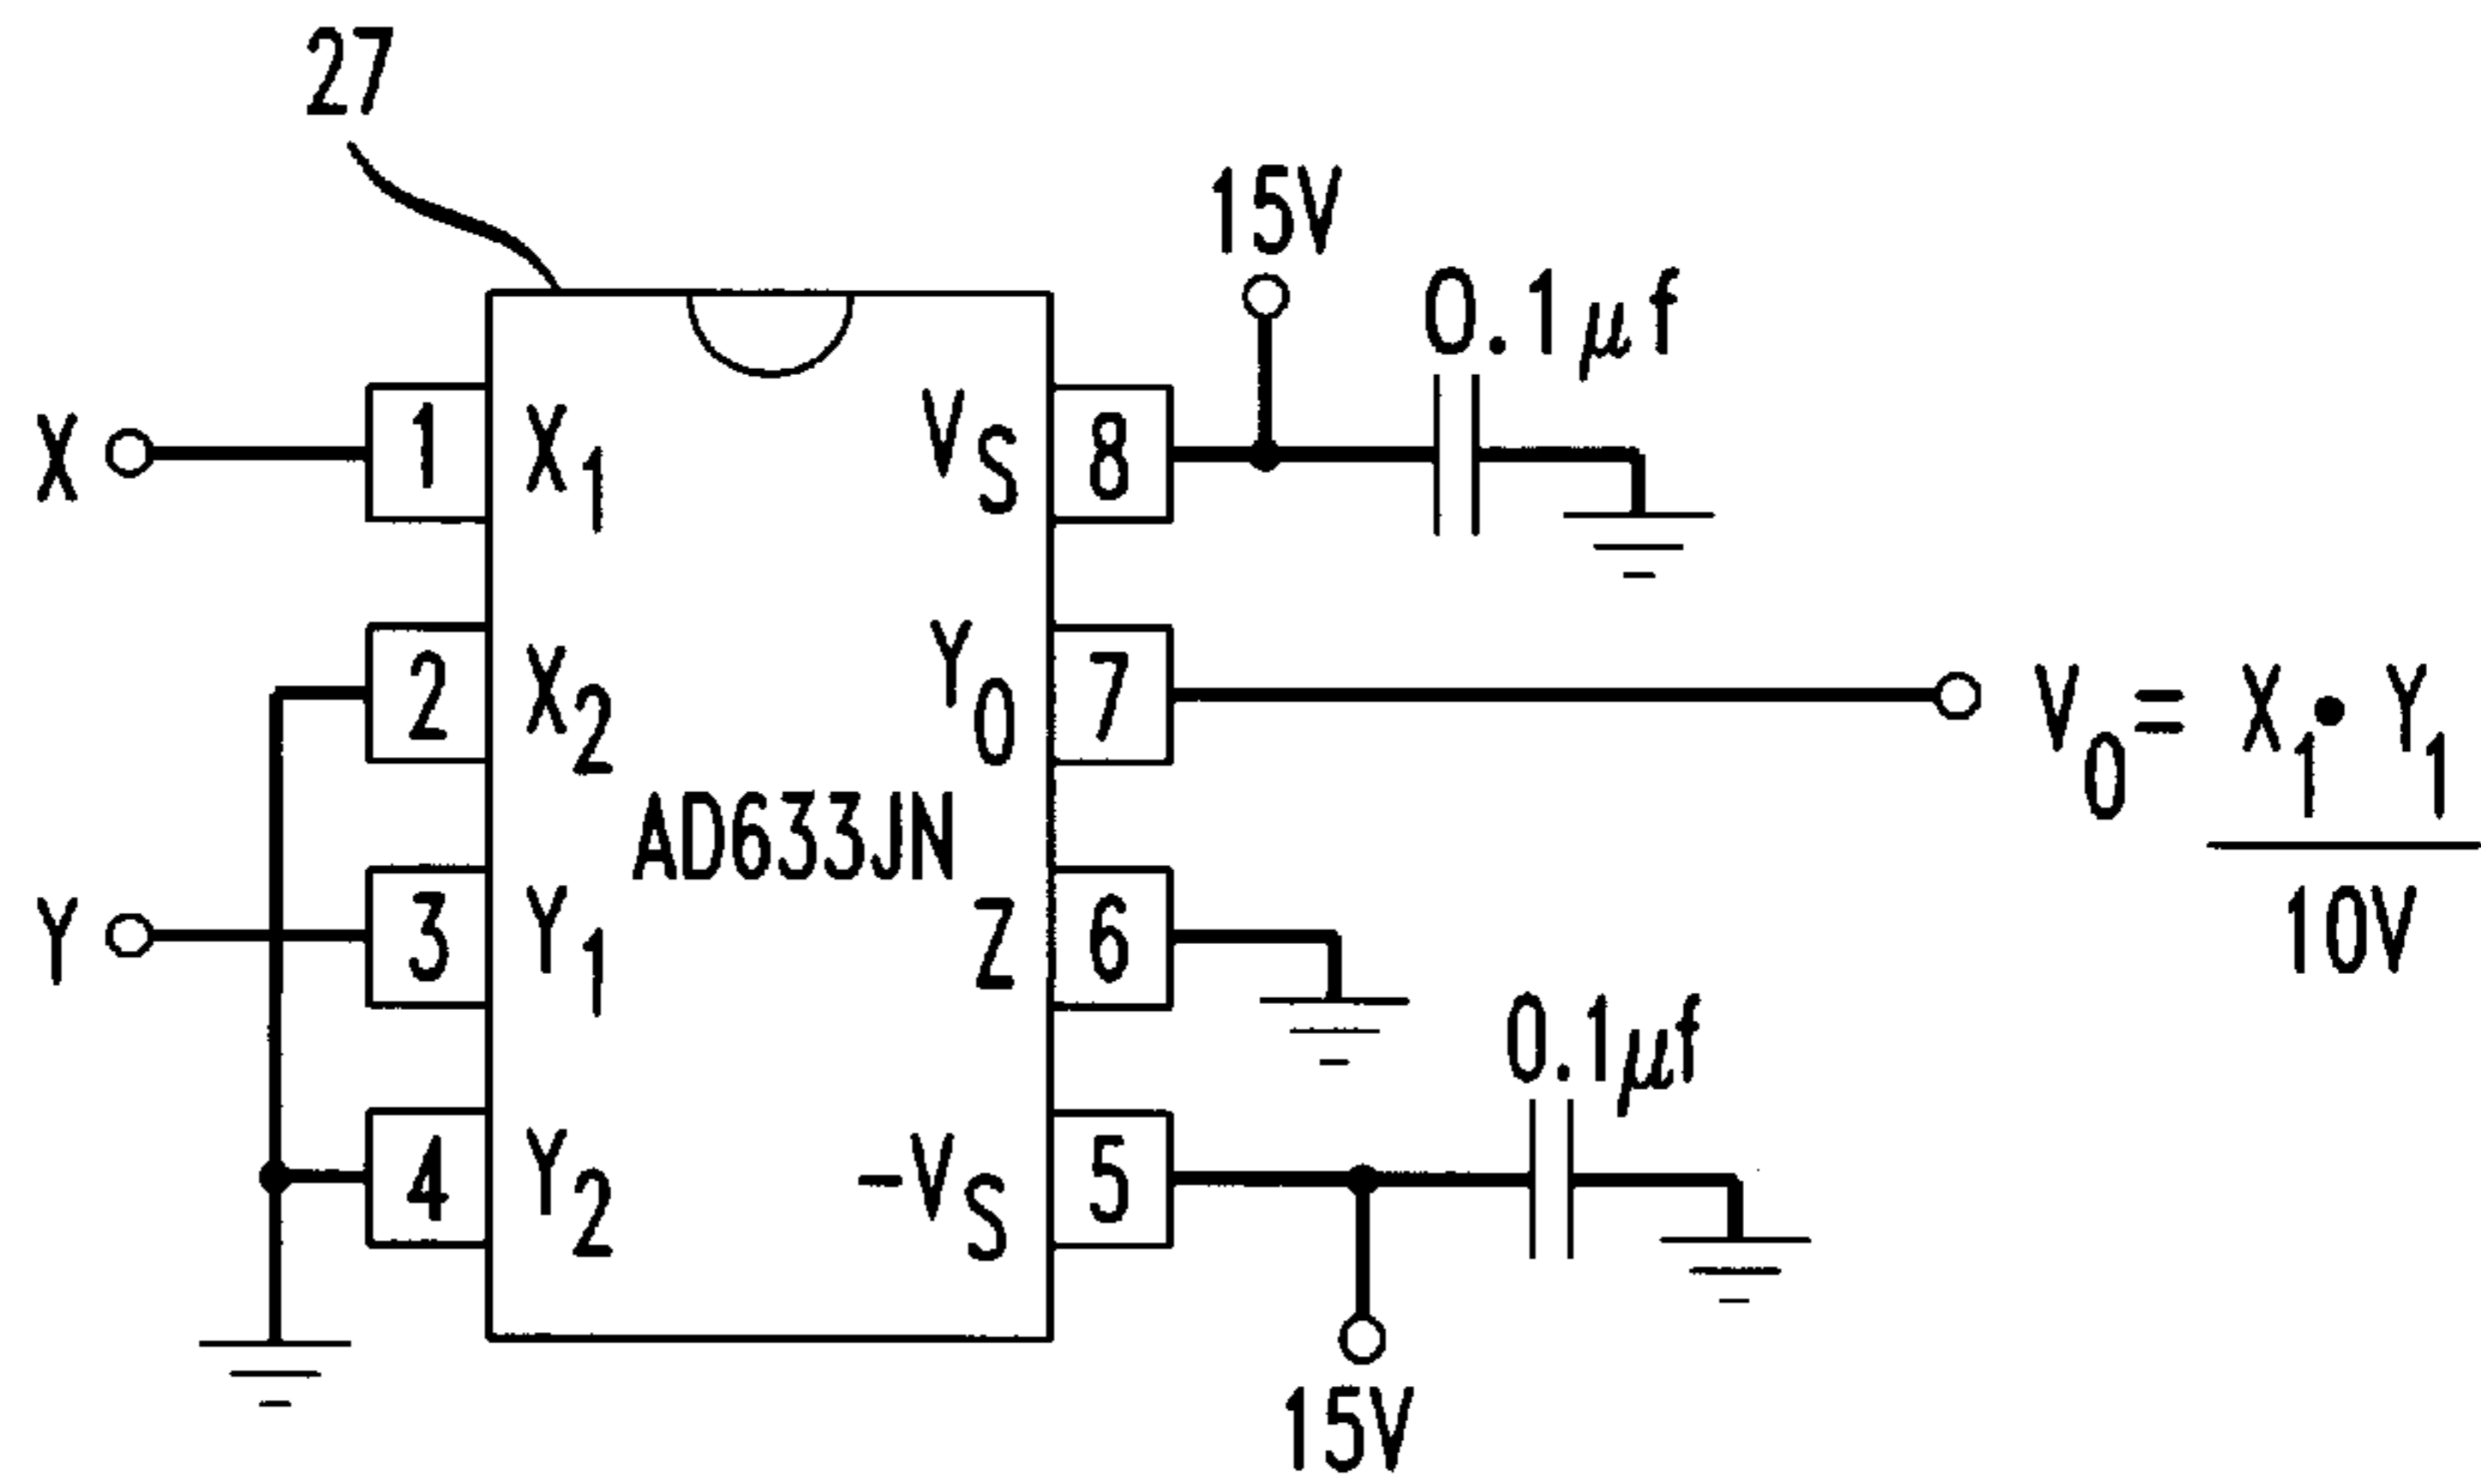 27
15V
0.1μf
X
1
X1
VS
8
2
X2
YO
7
V0= X1• Y1
10V
AD633JN
Y
3
Y1
Z
6
0.1μf
4
Y2
-VS
5
15V